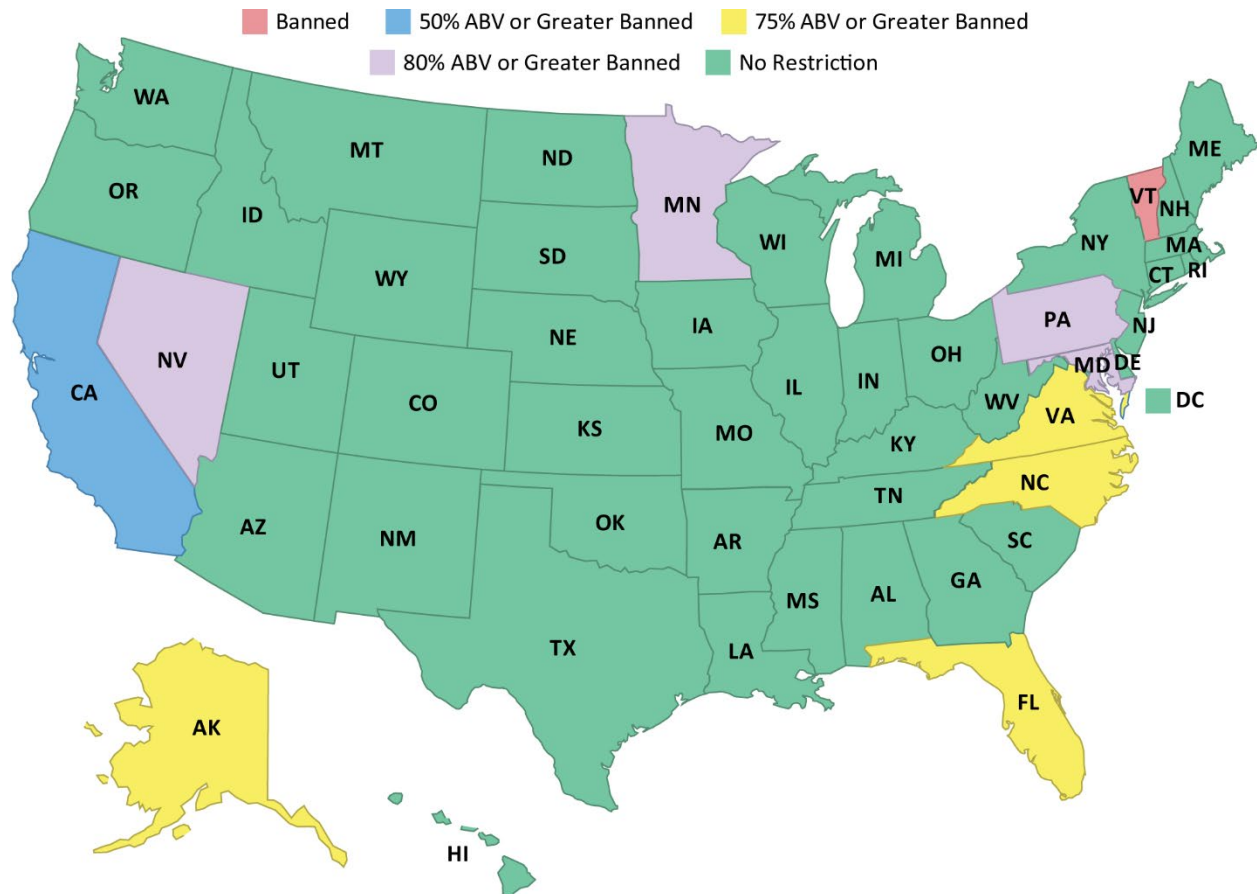 Banned 50% ABV or Greater Banned 75% ABV or Greater Banned
80% ABV or Greater Banned No Restriction
WA
MT
ND
ME
OR
ID
MN
VT
NH
WI
NY
MA
SD
MI
WY
CT
RI
IA
PA
NJ
NE
NV
OH
UT
IL
IN
MD
DE
CA
CO
WV
DC
VA
KS
MO
KY
NC
TN
AZ
OK
NM
AR
SC
GA
MS
AL
TX
LA
FL
AK
HI